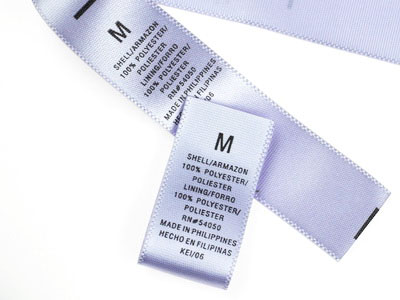 M
SHELL/ARMAZON
100% POLYESTER/
POLIESTER
LINING/FORRO
100% POLYESTER/
POLIESTER
RN#54050
MADE IN PHILIPPINES
HECHO EN FILIPINAS
KEI/06
M
SHELL/ARMAZON
100% POLYESTER/
POLIESTER
LINING/FORRO
100% POLYESTER/
POLIESTER
RN#54050
MADE IN PHILIPPINES
FILIPINAS